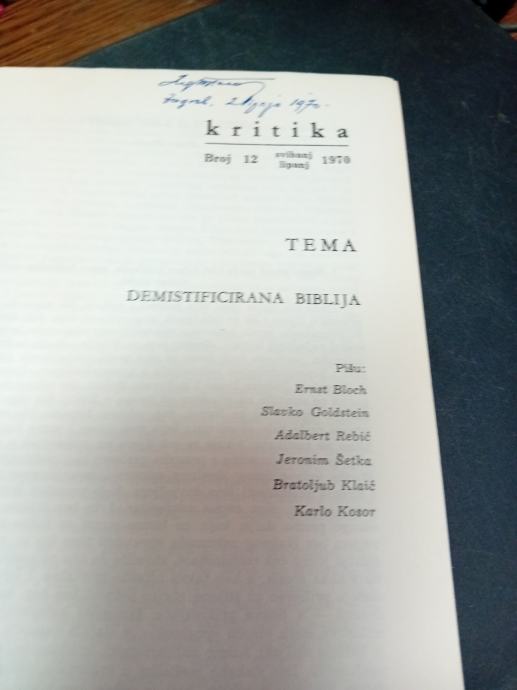 Zagreb, 2 1970.
kritika
Broj 12 svibanj lipanj 1970
TEMA
DEMISTIFICIRANA BIBLIJA
Pišu:
Ernst Bloch
Slavko Goldstein
Adalbert Rebić
Jeronim Šetka
Bratoljub Klaić
Karlo Kosor